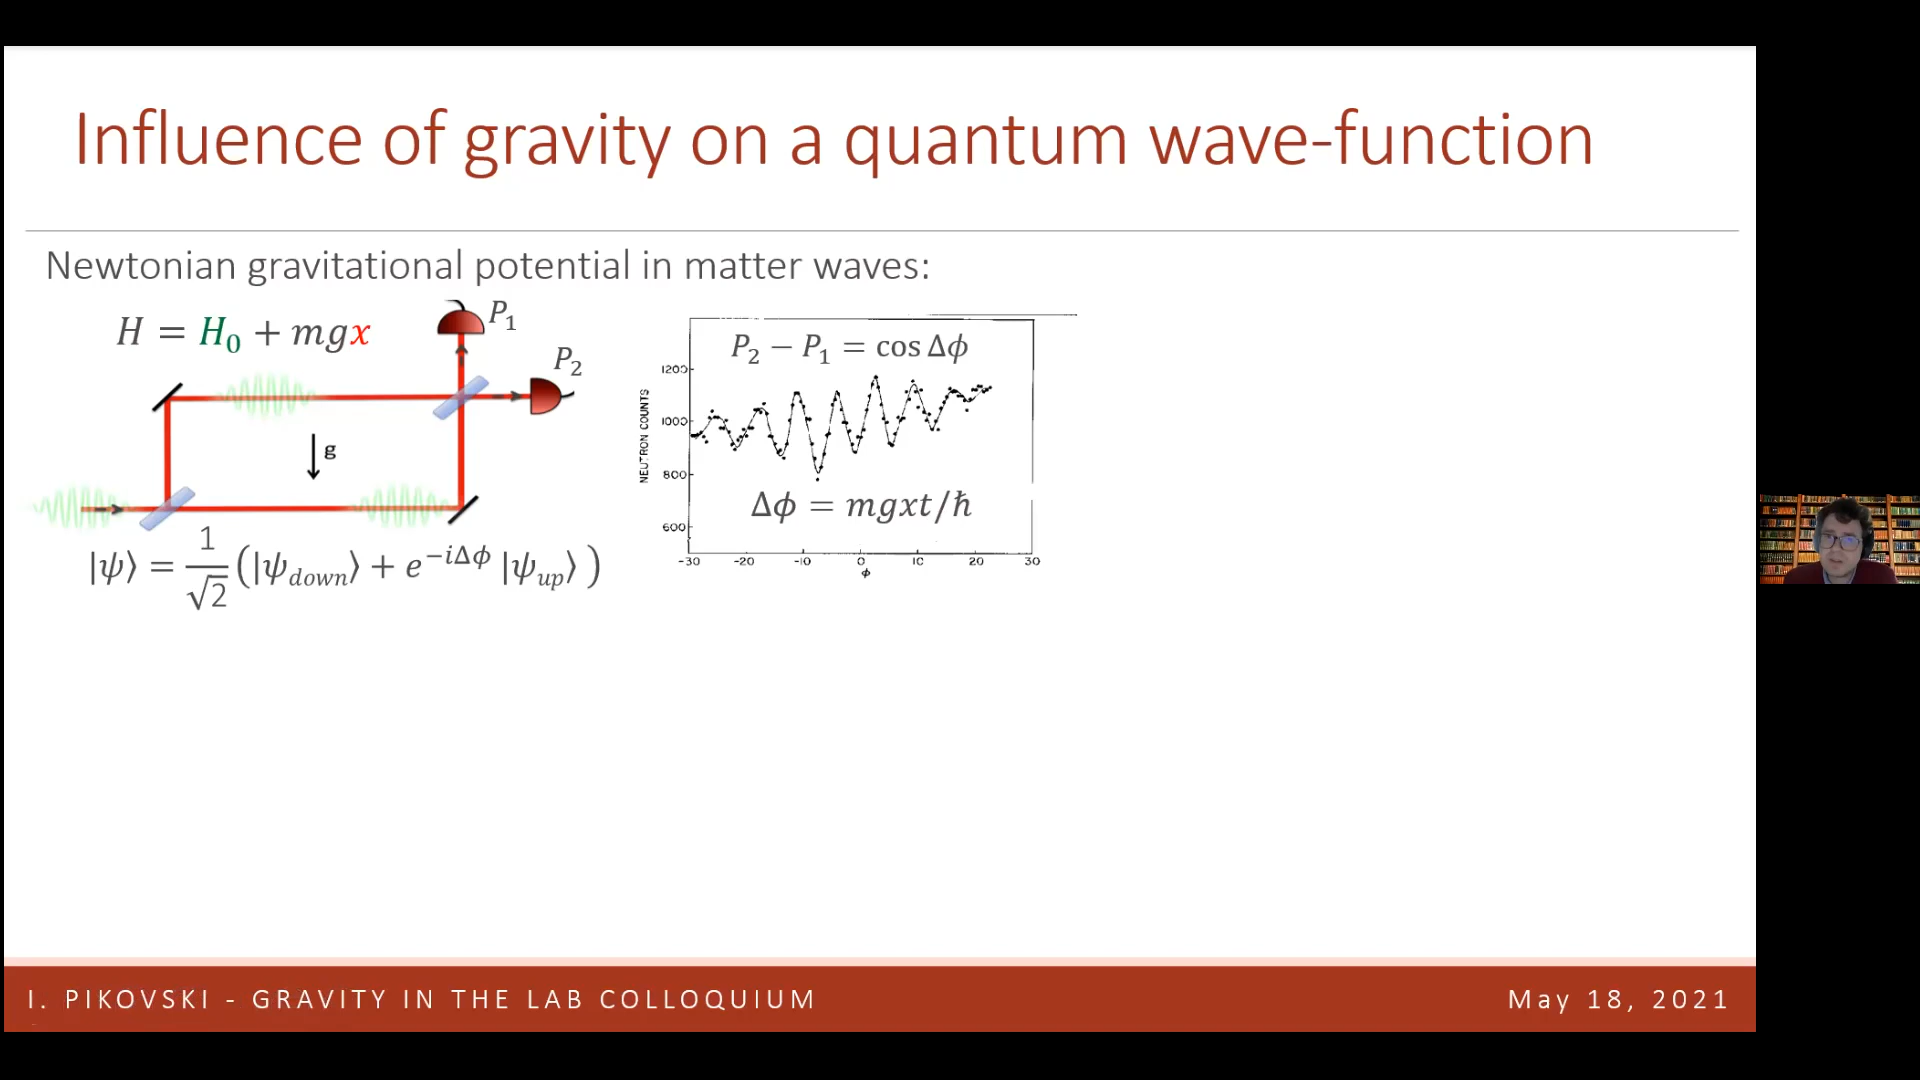 Influence of gravity on a quantum wave-function
Newtonian gravitational potential in matter waves:
H = H₀ + mgx
P₁
P₂
g
|ψ⟩ = 1/√2 (|ψ_down⟩ + e^{−iΔϕ} |ψ_up⟩)
P₂ − P₁ = cos Δϕ
NEUTRON COUNTS
1200
1000
800
600
Δϕ = mgxt/ℏ
-30 -20 -10 0 10 20 30
ϕ
I. PIKOVSKI - GRAVITY IN THE LAB COLLOQUIUM
May 18, 2021